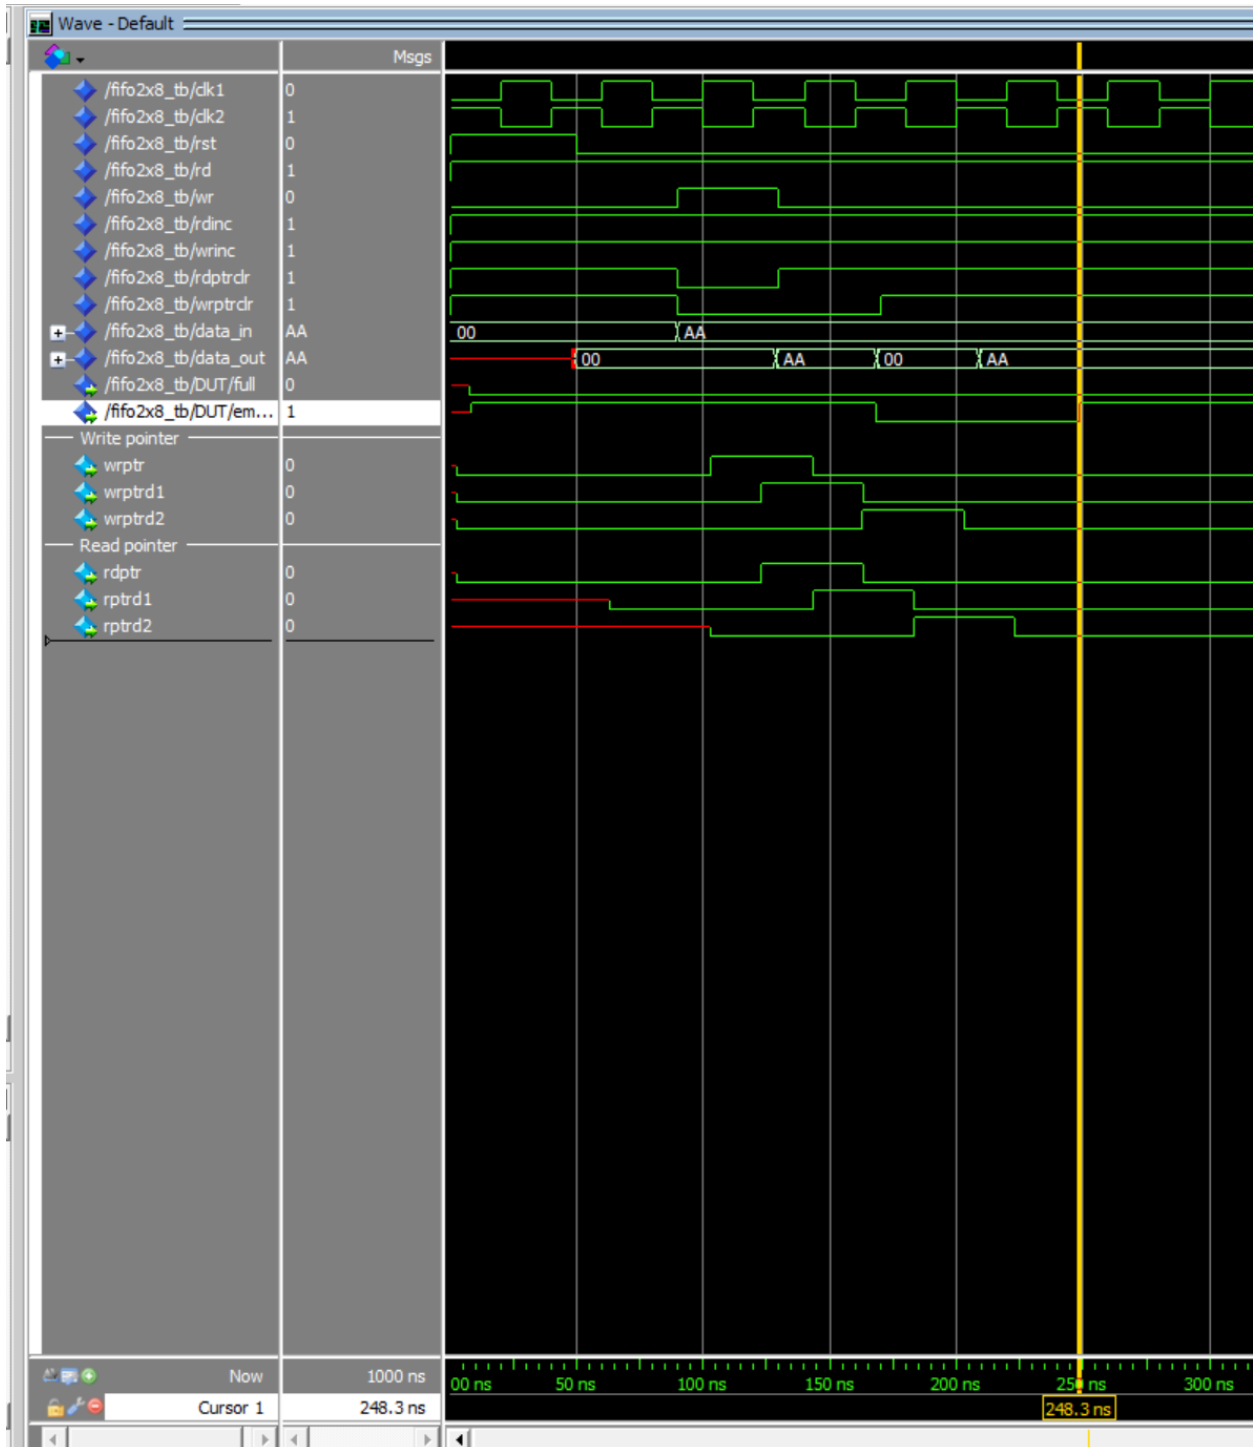 Wave - Default
Msgs
/fifo2x8_tb/clk1 0
/fifo2x8_tb/clk2 1
/fifo2x8_tb/rst 0
/fifo2x8_tb/rd 1
/fifo2x8_tb/wr 0
/fifo2x8_tb/rdinc 1
/fifo2x8_tb/wrinc 1
/fifo2x8_tb/rdptrclr 1
/fifo2x8_tb/wrptrclr 1
/fifo2x8_tb/data_in AA 00 AA
/fifo2x8_tb/data_out AA 00 AA 00 AA
/fifo2x8_tb/DUT/full 0
/fifo2x8_tb/DUT/em... 1
Write pointer
wrptr 0
wrptrd1 0
wrptrd2 0
Read pointer
rdptr 0
rptrd1 0
rptrd2 0
Now 1000 ns 00 ns 50 ns 100 ns 150 ns 200 ns 250 ns 300 ns
Cursor 1 248.3 ns 248.3 ns